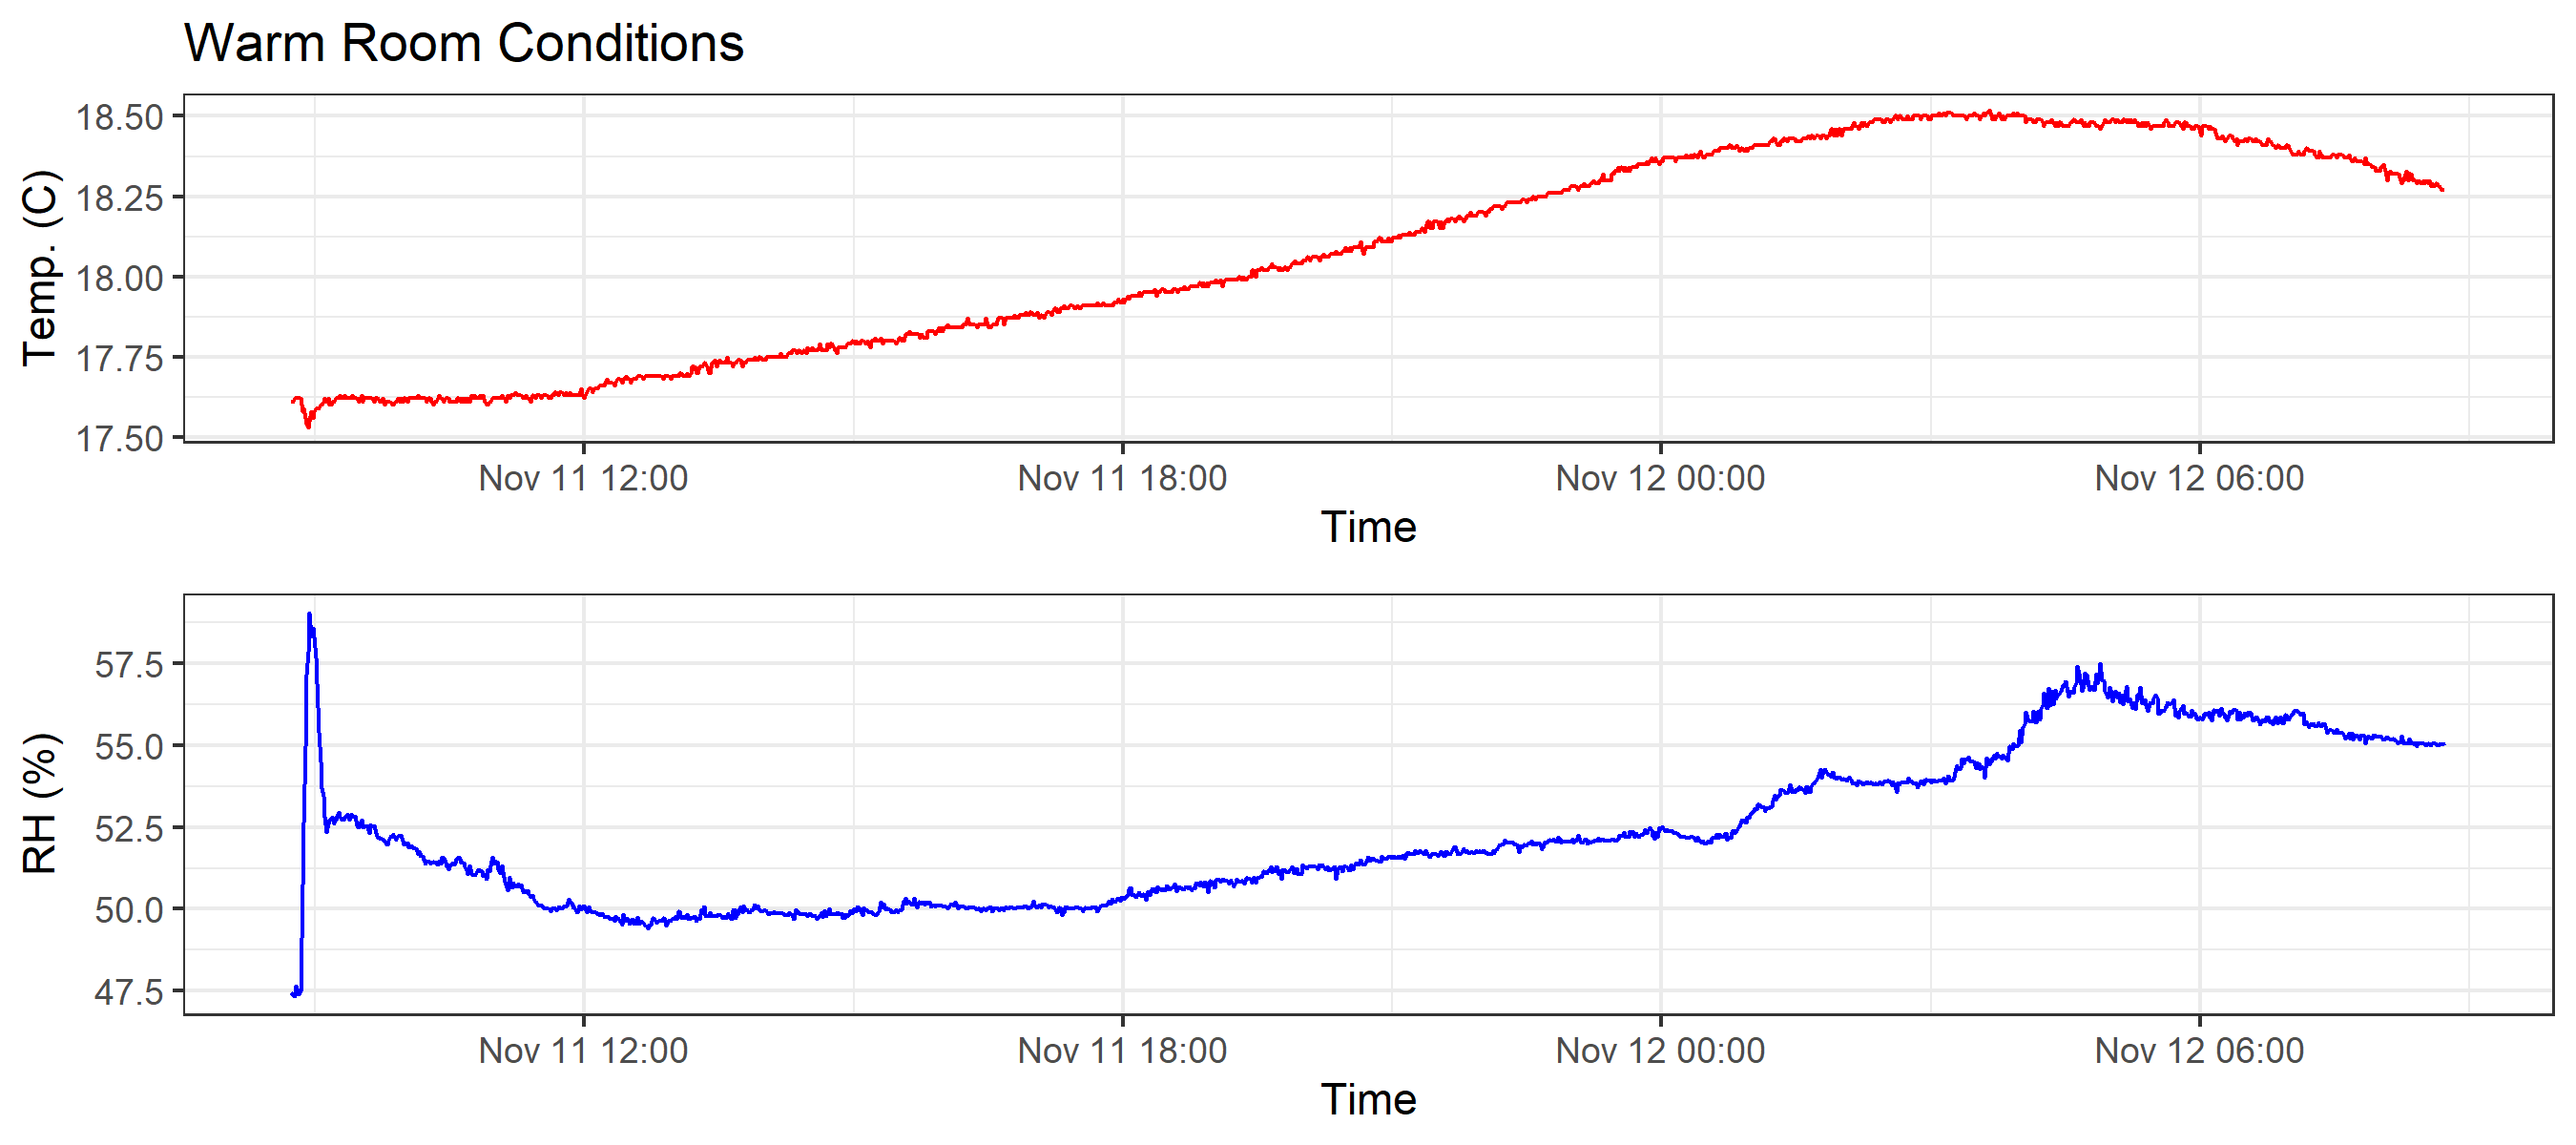 Warm Room Conditions
Temp. (C)
18.50
18.25
18.00
17.75
17.50
Nov 11 12:00 Nov 11 18:00 Nov 12 00:00 Nov 12 06:00
Time
RH (%)
57.5
55.0
52.5
50.0
47.5
Nov 11 12:00 Nov 11 18:00 Nov 12 00:00 Nov 12 06:00
Time